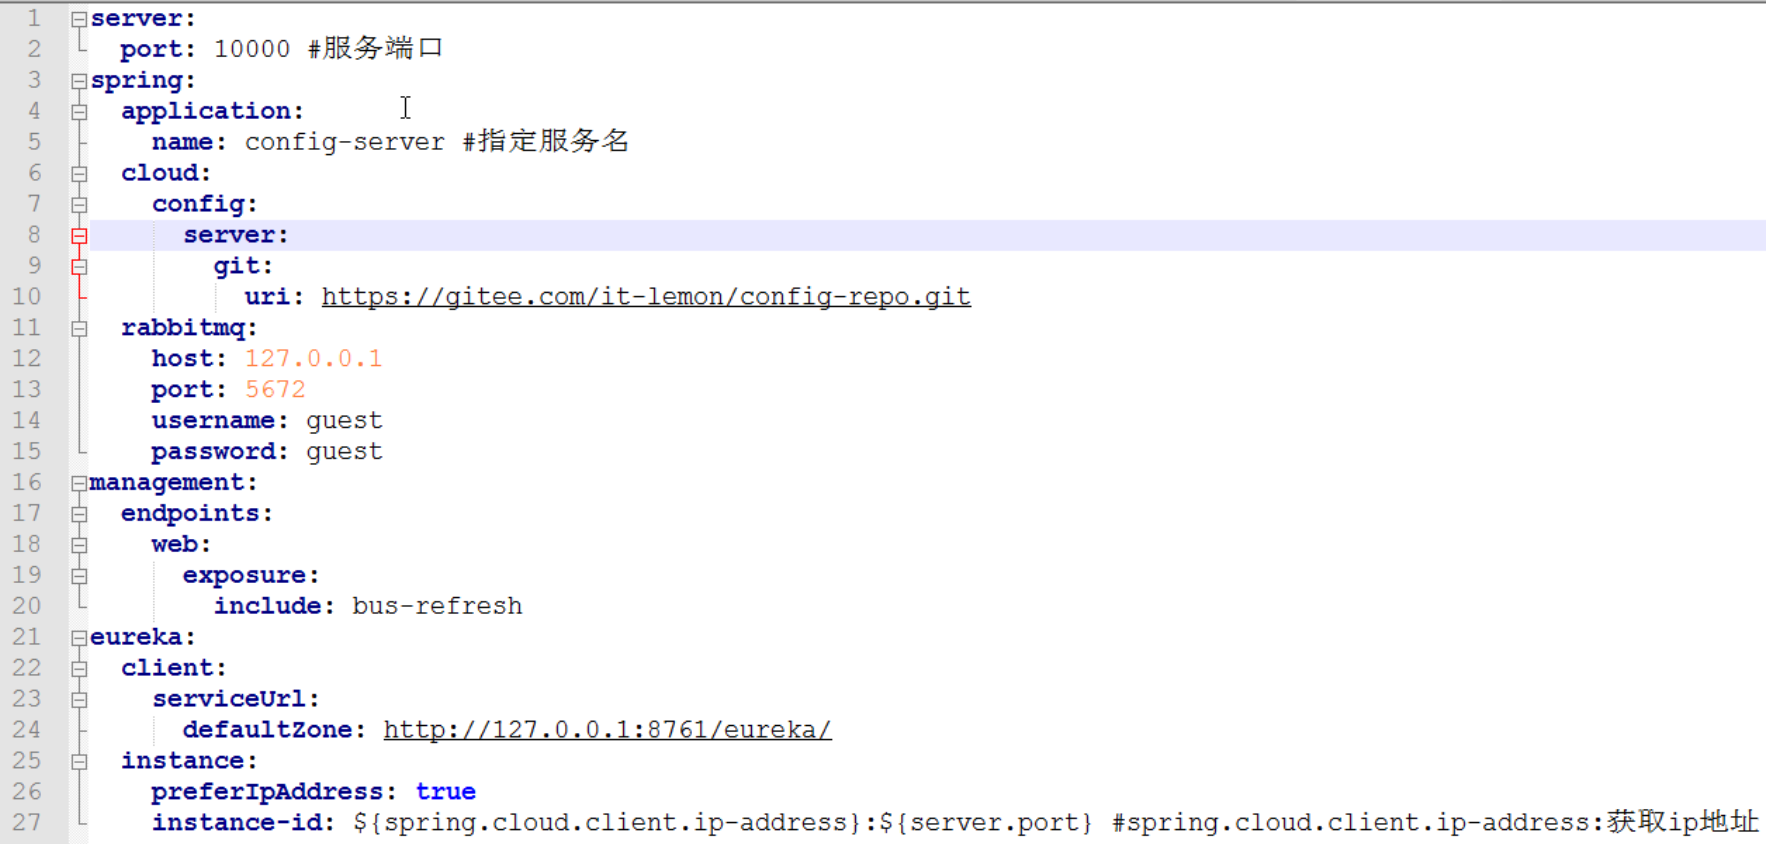 1 server:
2   port: 10000 #服务端口
3 spring:
4   application:
5     name: config-server #指定服务名
6   cloud:
7     config:
8       server:
9         git:
10           uri: https://gitee.com/it-lemon/config-repo.git
11   rabbitmq:
12     host: 127.0.0.1
13     port: 5672
14     username: guest
15     password: guest
16 management:
17   endpoints:
18     web:
19       exposure:
20         include: bus-refresh
21 eureka:
22   client:
23     serviceUrl:
24       defaultZone: http://127.0.0.1:8761/eureka/
25   instance:
26     preferIpAddress: true
27     instance-id: ${spring.cloud.client.ip-address}:${server.port} #spring.cloud.client.ip-address:获取ip地址